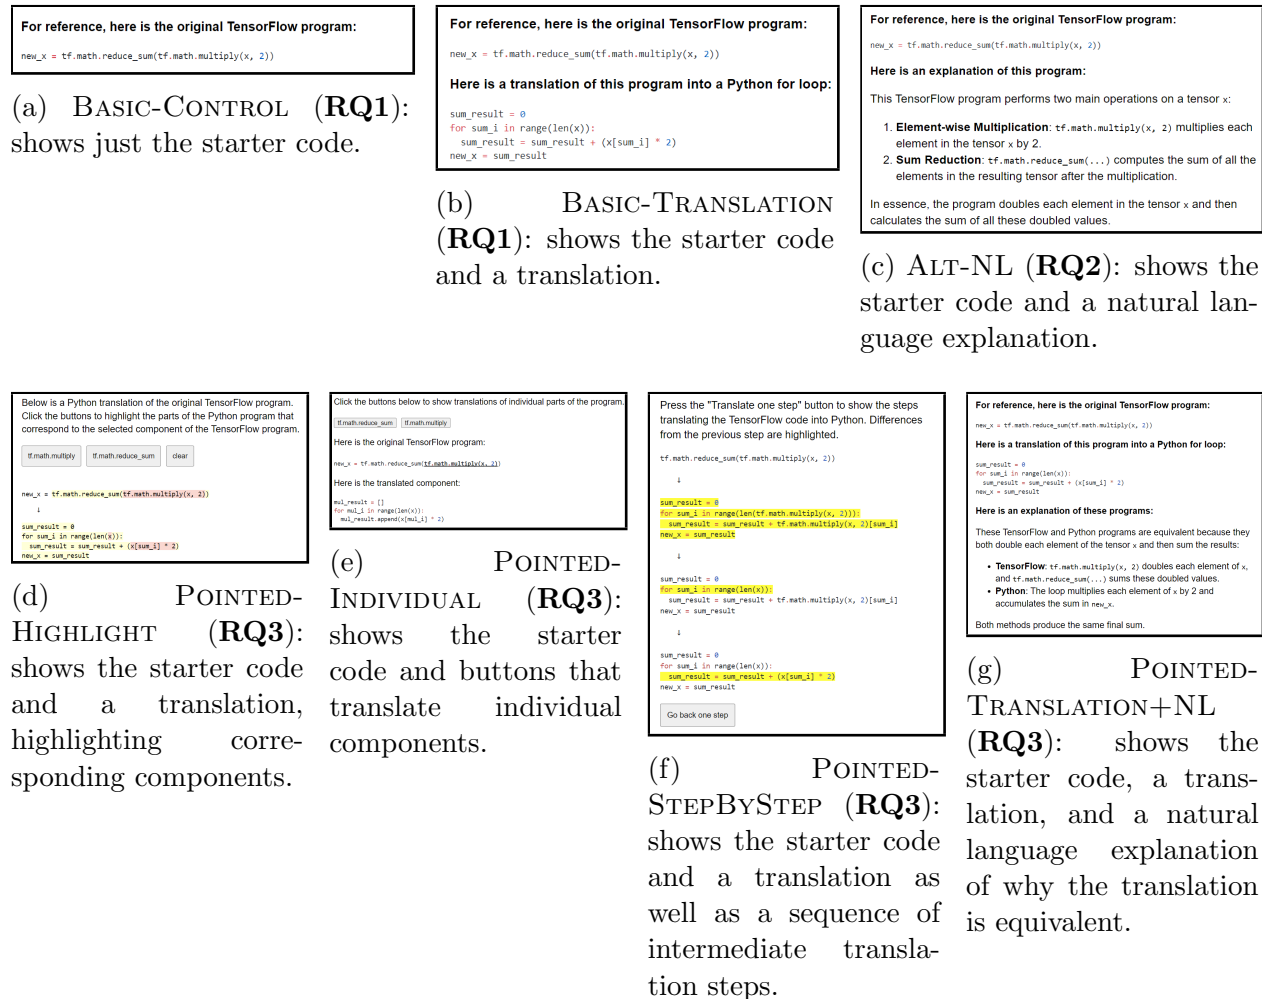 For reference, here is the original TensorFlow program:
new_x = tf.math.reduce_sum(tf.math.multiply(x, 2))
(a) BASIC-CONTROL (RQ1):
shows just the starter code.
For reference, here is the original TensorFlow program:
new_x = tf.math.reduce_sum(tf.math.multiply(x, 2))
Here is a translation of this program into a Python for loop:
sum_result = 0
for sum_i in range(len(x)):
  sum_result = sum_result + (x[sum_i] * 2)
new_x = sum_result
(b) BASIC-TRANSLATION
(RQ1): shows the starter code
and a translation.
For reference, here is the original TensorFlow program:
new_x = tf.math.reduce_sum(tf.math.multiply(x, 2))
Here is an explanation of this program:
This TensorFlow program performs two main operations on a tensor x:
1. Element-wise Multiplication: tf.math.multiply(x, 2) multiplies each
element in the tensor x by 2.
2. Sum Reduction: tf.math.reduce_sum(...) computes the sum of all the
elements in the resulting tensor after the multiplication.
In essence, the program doubles each element in the tensor x and then
calculates the sum of all these doubled values.
(c) ALT-NL (RQ2): shows the
starter code and a natural lan-
guage explanation.
Below is a Python translation of the original TensorFlow program.
Click the buttons to highlight the parts of the Python program that
correspond to the selected component of the TensorFlow program.
tf.math.multiply tf.math.reduce_sum clear
new_x = tf.math.reduce_sum(tf.math.multiply(x, 2))
↓
sum_result = 0
for sum_i in range(len(x)):
  sum_result = sum_result + (x[sum_i] * 2)
new_x = sum_result
(d) POINTED-
HIGHLIGHT (RQ3):
shows the starter code
and a translation,
highlighting corre-
sponding components.
Click the buttons below to show translations of individual parts of the program.
tf.math.reduce_sum tf.math.multiply
Here is the original TensorFlow program:
new_x = tf.math.reduce_sum(tf.math.multiply(x, 2))
Here is the translated component:
mul_result = []
for mul_i in range(len(x)):
  mul_result.append(x[mul_i] * 2)
(e) POINTED-
INDIVIDUAL (RQ3):
shows the starter
code and buttons that
translate individual
components.
Press the "Translate one step" button to show the steps
translating the TensorFlow code into Python. Differences
from the previous step are highlighted.
tf.math.reduce_sum(tf.math.multiply(x, 2))
↓
sum_result = 0
for sum_i in range(len(tf.math.multiply(x, 2))):
  sum_result = sum_result + tf.math.multiply(x, 2)[sum_i]
new_x = sum_result
↓
sum_result = 0
for sum_i in range(len(x)):
  sum_result = sum_result + tf.math.multiply(x, 2)[sum_i]
new_x = sum_result
↓
sum_result = 0
for sum_i in range(len(x)):
  sum_result = sum_result + (x[sum_i] * 2)
new_x = sum_result
Go back one step
(f) POINTED-
STEPBYSTEP (RQ3):
shows the starter code
and a translation as
well as a sequence of
intermediate transla-
tion steps.
For reference, here is the original TensorFlow program:
new_x = tf.math.reduce_sum(tf.math.multiply(x, 2))
Here is a translation of this program into a Python for loop:
sum_result = 0
for sum_i in range(len(x)):
  sum_result = sum_result + (x[sum_i] * 2)
new_x = sum_result
Here is an explanation of these programs:
These TensorFlow and Python programs are equivalent because they
both double each element of the tensor x and then sum the results:
• TensorFlow: tf.math.multiply(x, 2) doubles each element of x,
and tf.math.reduce_sum(...) sums these doubled values.
• Python: The loop multiplies each element of x by 2 and
accumulates the sum in new_x.
Both methods produce the same final sum.
(g) POINTED-
TRANSLATION+NL
(RQ3): shows the
starter code, a trans-
lation, and a natural
language explanation
of why the translation
is equivalent.